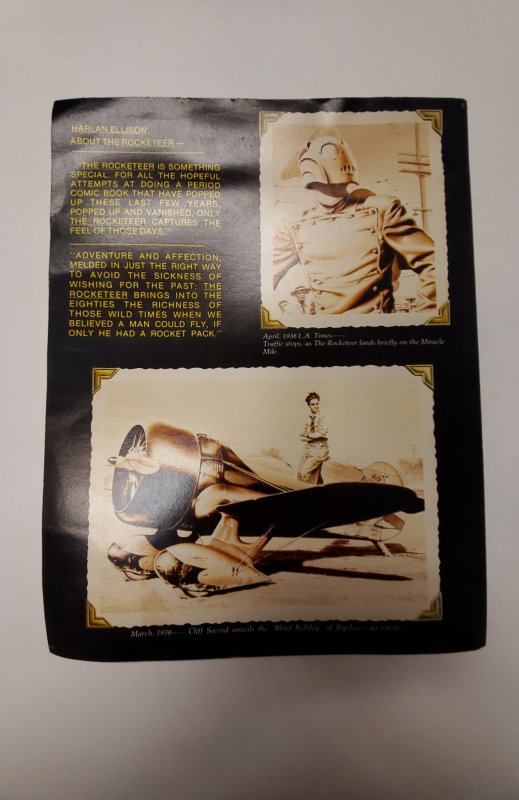 HARLAN ELLISON,
ABOUT THE ROCKETEER —
"THE ROCKETEER IS SOMETHING
SPECIAL. FOR ALL THE HOPEFUL
ATTEMPTS AT DOING A PERIOD
COMIC BOOK THAT HAVE POPPED
UP THESE LAST FEW YEARS,
POPPED UP AND VANISHED, ONLY
THE ROCKETEER CAPTURES THE
FEEL OF THOSE DAYS."
"ADVENTURE AND AFFECTION,
MELDED IN JUST THE RIGHT WAY
TO AVOID THE SICKNESS OF
WISHING FOR THE PAST: THE
ROCKETEER BRINGS INTO THE
EIGHTIES THE RICHNESS OF
THOSE WILD TIMES WHEN WE
BELIEVED A MAN COULD FLY, IF
ONLY HE HAD A ROCKET PACK."
April, 1938 L.A. Times——
Traffic stops, as The Rocketeer lands briefly on the Miracle
Mile.
March, 1938—— Cliff Secord unveils the "Blind Bulldog" at Bigelow's air circus.